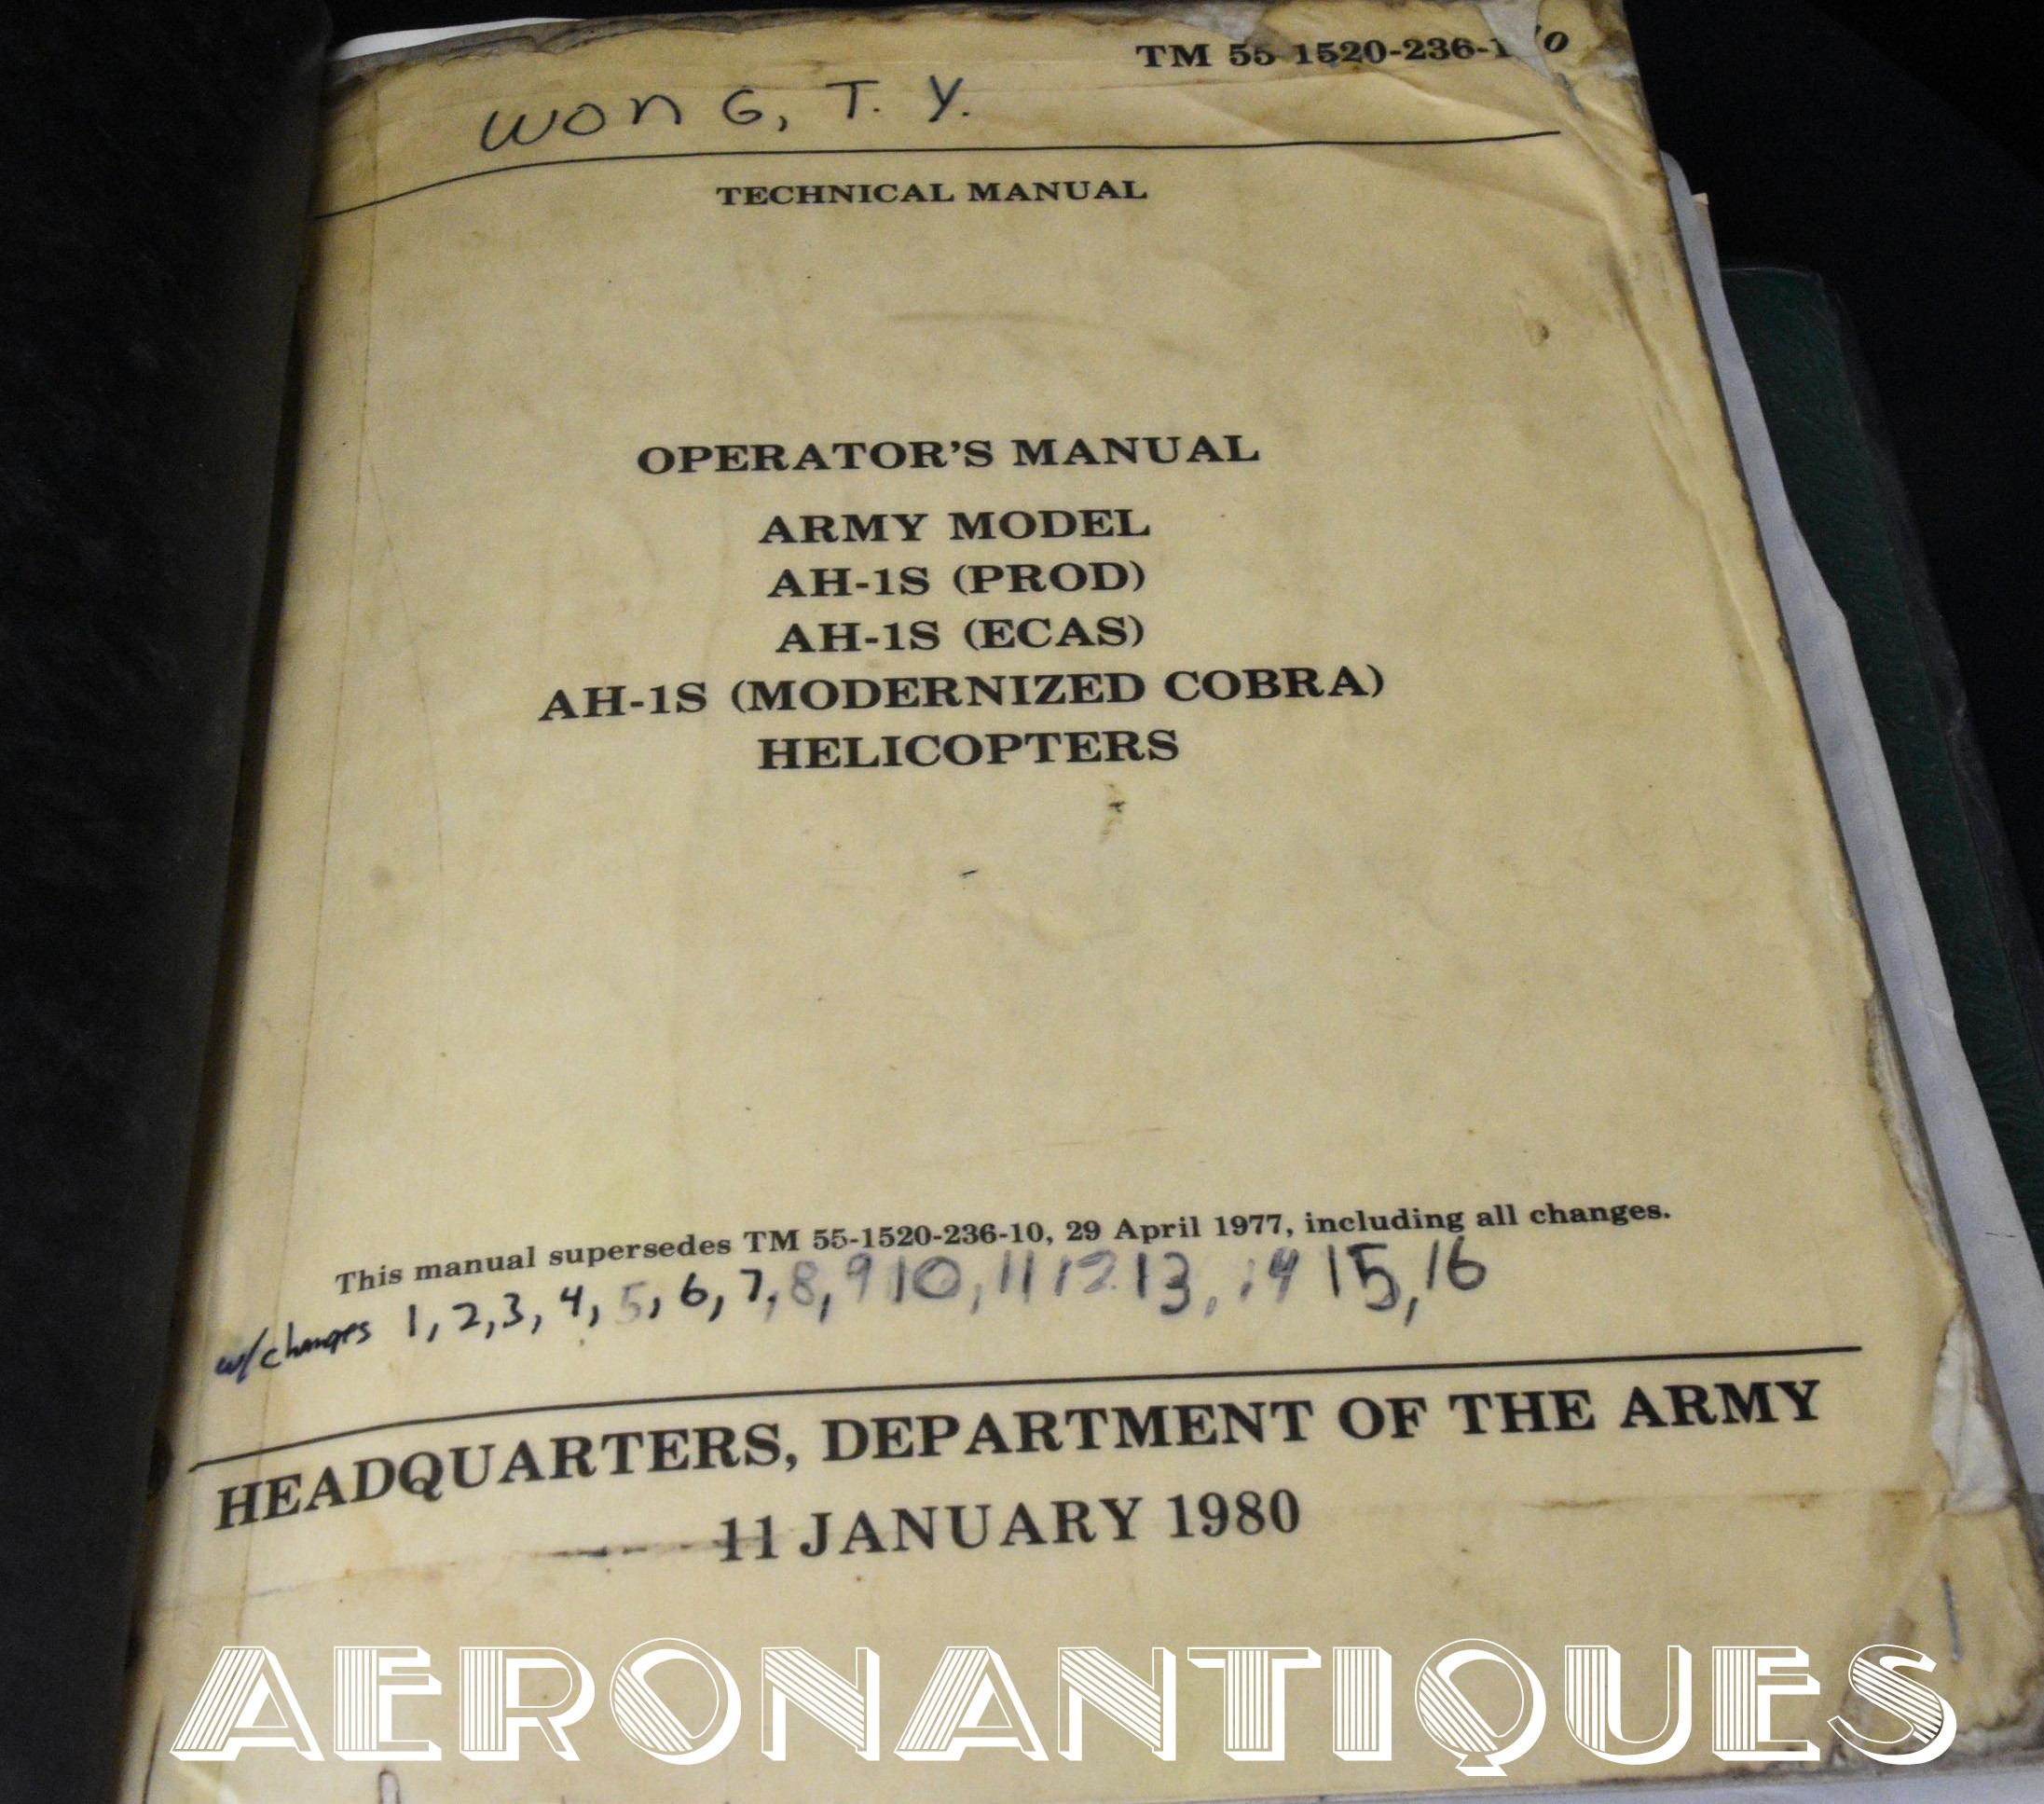 TM 55-1520-236-10
WONG, T. Y.
TECHNICAL MANUAL
OPERATOR'S MANUAL
ARMY MODEL
AH-1S (PROD)
AH-1S (ECAS)
AH-1S (MODERNIZED COBRA)
HELICOPTERS
This manual supersedes TM 55-1520-236-10, 29 April 1977, including all changes.
w/changes 1, 2, 3, 4, 5, 6, 7, 8, 9 10, 11 12 13, 14 15, 16
HEADQUARTERS, DEPARTMENT OF THE ARMY
11 JANUARY 1980
AERONANTIQUES